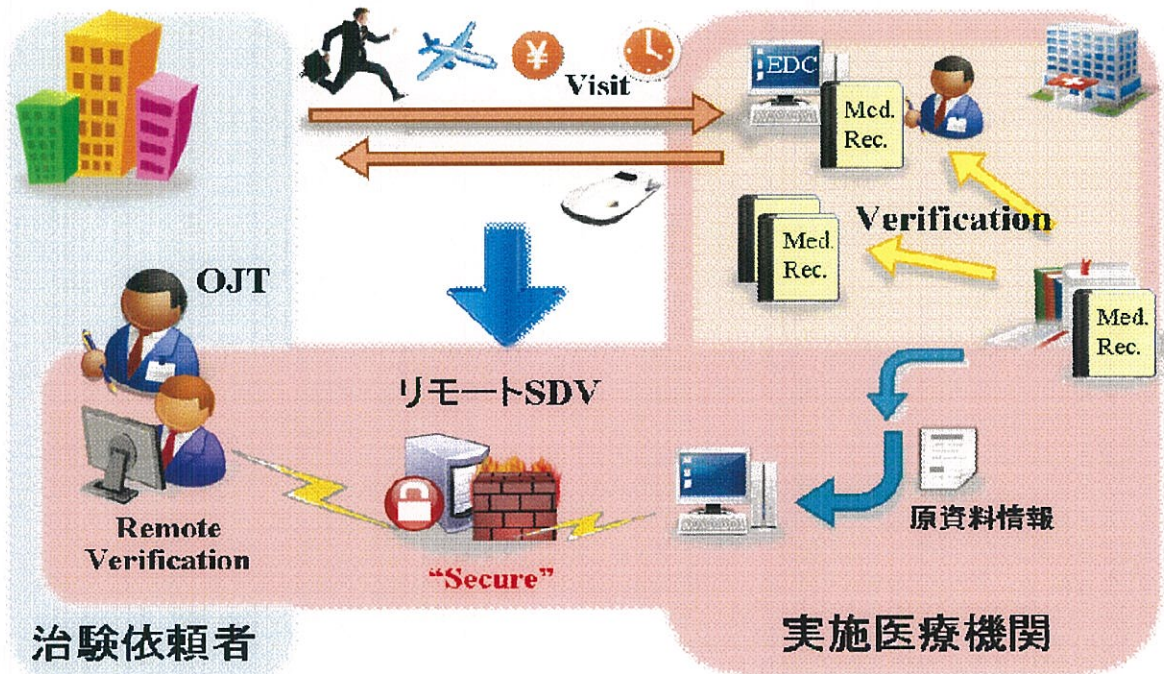 Visit
EDC
Med.
Rec.
Verification
Med.
Rec.
Med.
Rec.
OJT
リモートSDV
Remote
Verification
“Secure”
原資料情報
治験依頼者
実施医療機関
¥